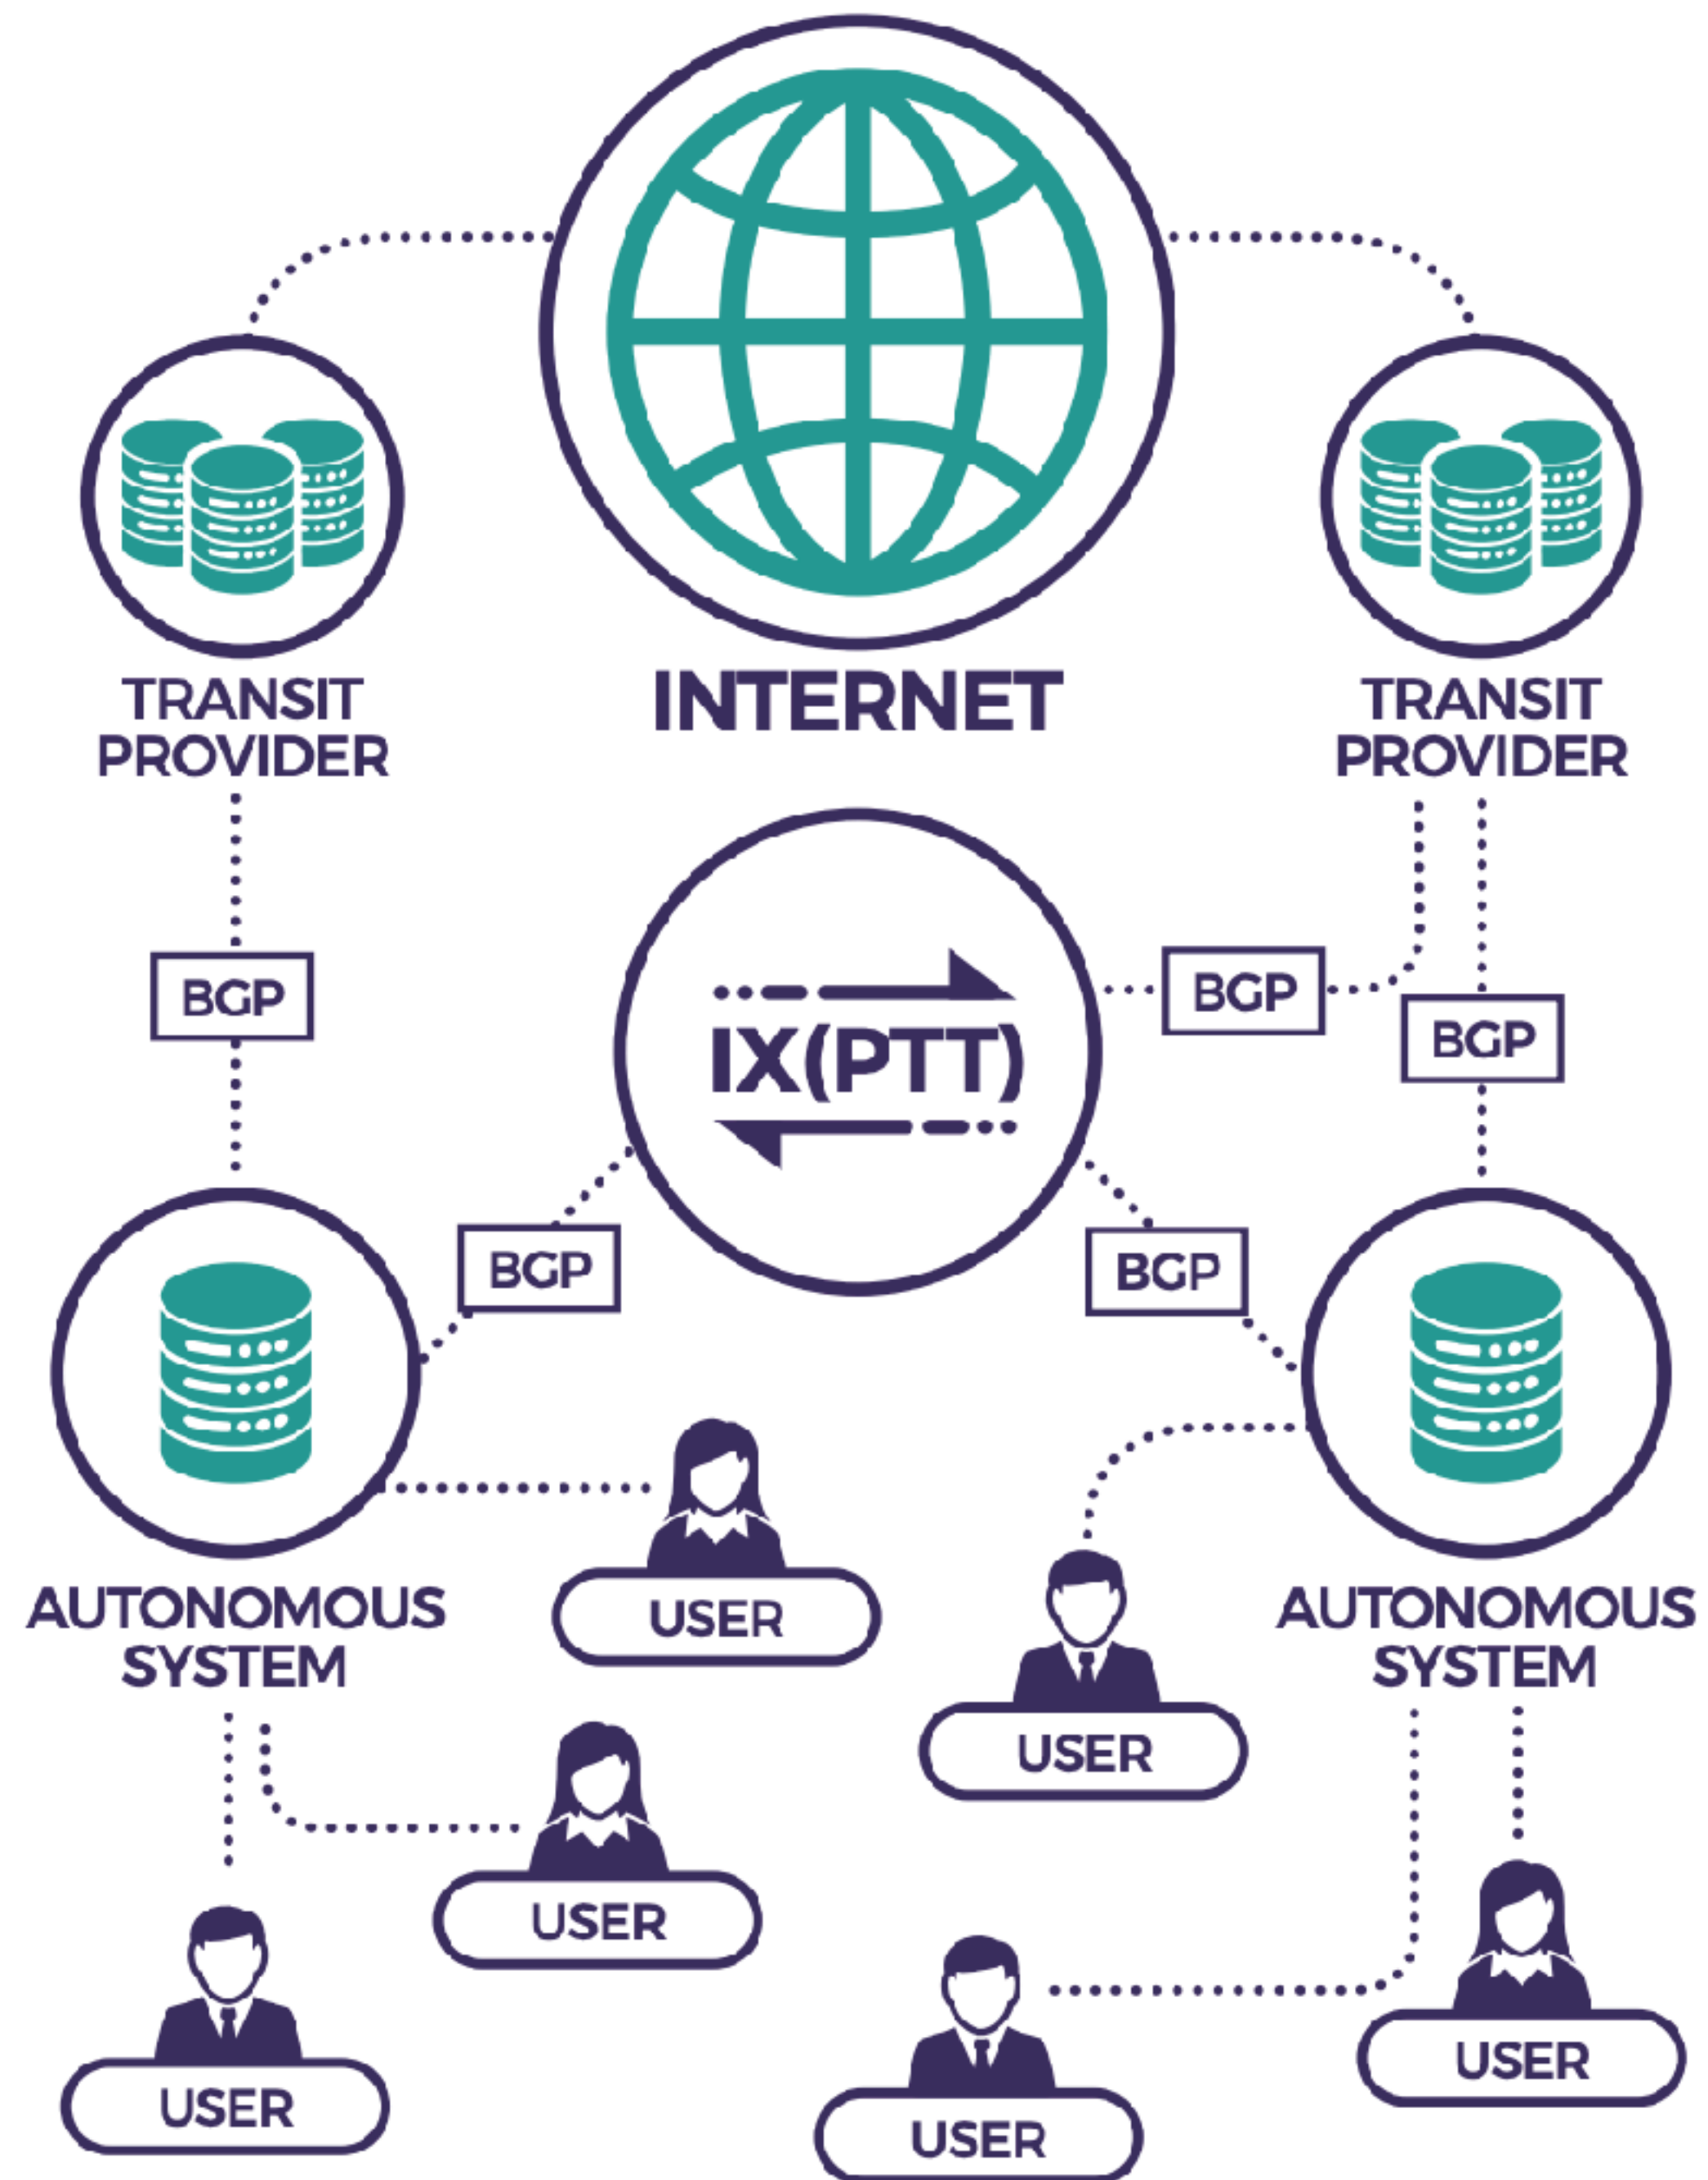 INTERNET
TRANSIT
PROVIDER
TRANSIT
PROVIDER
BGP
IX(PTT)
BGP
BGP
BGP
BGP
AUTONOMOUS
SYSTEM
USER
AUTONOMOUS
SYSTEM
USER
USER
USER
USER
USER